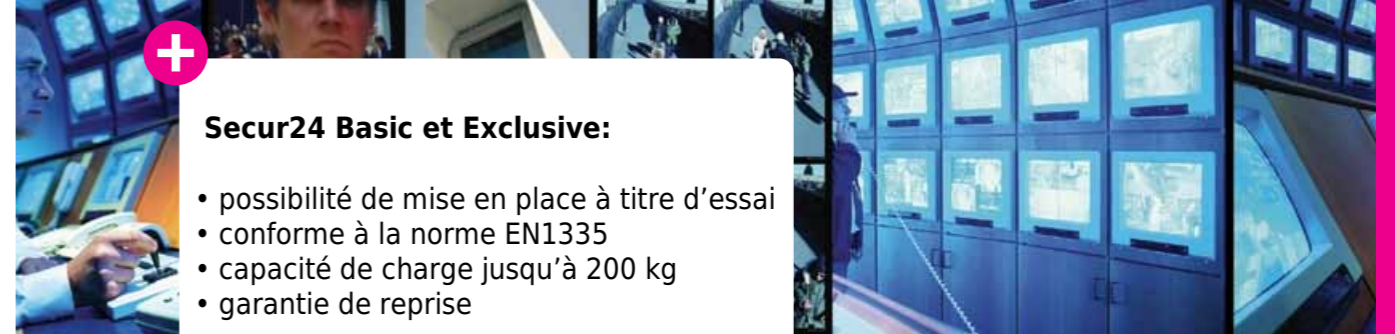 Secur24 Basic et Exclusive:
• possibilité de mise en place à titre d’essai
• conforme à la norme EN1335
• capacité de charge jusqu’à 200 kg
• garantie de reprise